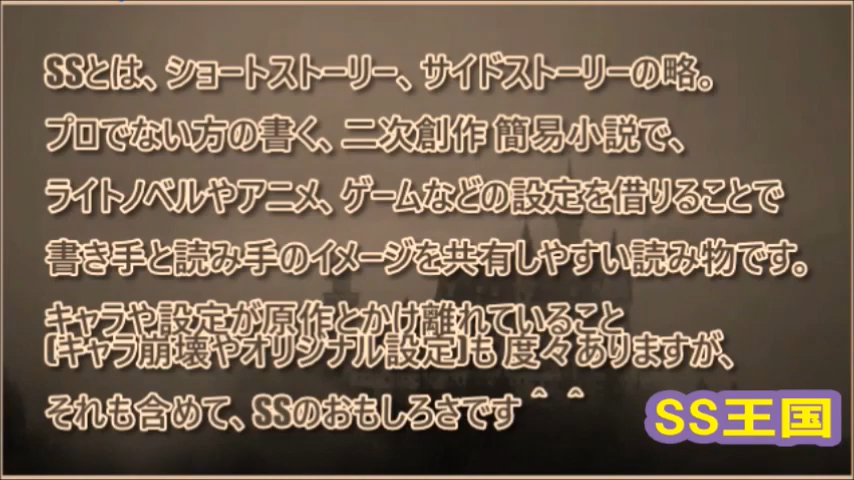 SSとは、ショートストーリー、サイドストーリーの略。
プロでない方の書く、二次創作 簡易小説で、
ライトノベルやアニメ、ゲームなどの設定を借りることで
書き手と読み手のイメージを共有しやすい読み物です。
キャラや設定が原作とかけ離れていること
(キャラ崩壊やオリジナル設定)も 度々ありますが、
それも含めて、SSのおもしろさです ＾ ＾
SS王国